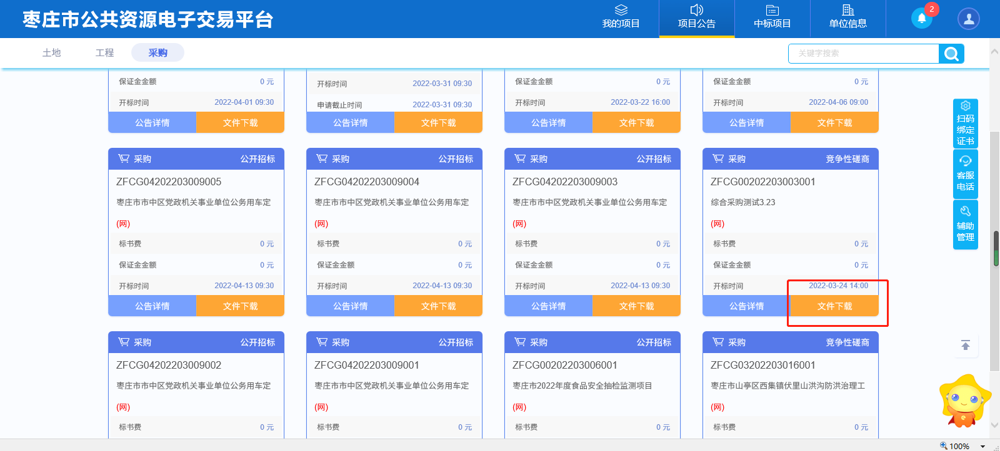 枣庄市公共资源电子交易平台
我的项目
项目公告
中标项目
单位信息
2
土地
工程
采购
关键字搜索
保证金金额 0 元
开标时间 2022-04-01 09:30
公告详情 文件下载
开标时间 2022-03-31 09:30
申请截止时间 2022-03-31 09:30
公告详情 文件下载
保证金金额 0 元
开标时间 2022-03-22 16:00
公告详情 文件下载
保证金金额 0 元
开标时间 2022-04-06 09:00
公告详情 文件下载
采购 公开招标
ZFCG04202203009005
枣庄市市中区党政机关事业单位公务用车定
(网)
标书费 0 元
保证金金额 0 元
开标时间 2022-04-13 09:30
公告详情 文件下载
采购 公开招标
ZFCG04202203009004
枣庄市市中区党政机关事业单位公务用车定
(网)
标书费 0 元
保证金金额 0 元
开标时间 2022-04-13 09:30
公告详情 文件下载
采购 公开招标
ZFCG04202203009003
枣庄市市中区党政机关事业单位公务用车定
(网)
标书费 0 元
保证金金额 0 元
开标时间 2022-04-13 09:30
公告详情 文件下载
采购 竞争性磋商
ZFCG00202203003001
综合采购测试3.23
(网)
标书费 0 元
保证金金额 0 元
开标时间 2022-03-24 14:00
公告详情 文件下载
采购 公开招标
ZFCG04202203009002
枣庄市市中区党政机关事业单位公务用车定
(网)
标书费 0 元
采购 公开招标
ZFCG04202203009001
枣庄市市中区党政机关事业单位公务用车定
(网)
标书费 0 元
采购 公开招标
ZFCG00202203006001
枣庄市2022年度食品安全抽检监测项目
(网)
标书费 0 元
采购 竞争性磋商
ZFCG03202203016001
枣庄市山亭区西集镇伏里山洪沟防洪治理工
(网)
标书费 0 元
扫码
绑定
证书
客服
电话
辅助
管理
100%